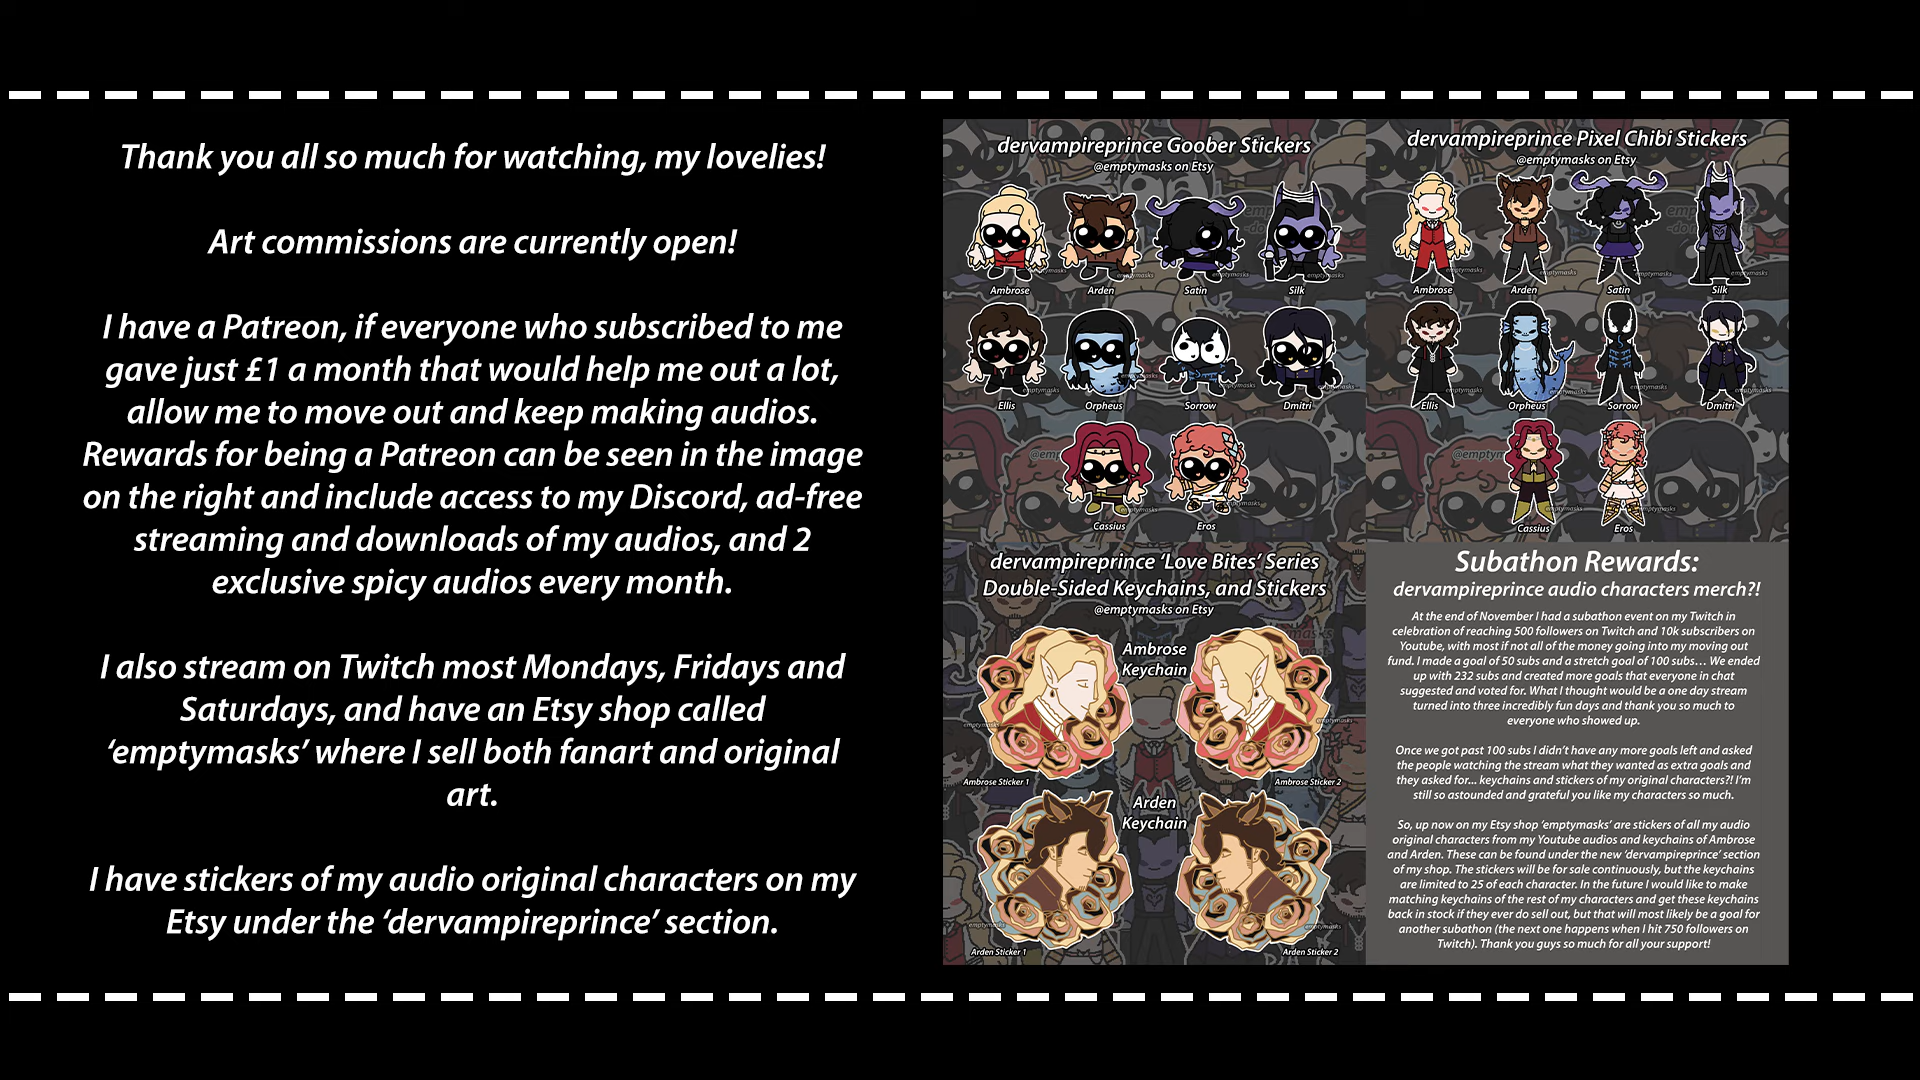 Thank you all so much for watching, my lovelies!
Art commissions are currently open!
I have a Patreon, if everyone who subscribed to me
gave just £1 a month that would help me out a lot,
allow me to move out and keep making audios.
Rewards for being a Patreon can be seen in the image
on the right and include access to my Discord, ad-free
streaming and downloads of my audios, and 2
exclusive spicy audios every month.
I also stream on Twitch most Mondays, Fridays and
Saturdays, and have an Etsy shop called
‘emptymasks’ where I sell both fanart and original
art.
I have stickers of my audio original characters on my
Etsy under the ‘dervampireprince’ section.
dervampireprince Goober Stickers
@emptymasks on Etsy
Ambrose
Arden
Satin
Silk
Ellis
Orpheus
Sorrow
Dmitri
Cassius
Eros
dervampireprince Pixel Chibi Stickers
@emptymasks on Etsy
Ambrose
Arden
Satin
Silk
Ellis
Orpheus
Sorrow
Dmitri
Cassius
Eros
dervampireprince ‘Love Bites’ Series
Double-Sided Keychains, and Stickers
@emptymasks on Etsy
Ambrose
Keychain
Ambrose Sticker 1
Ambrose Sticker 2
Arden
Keychain
Arden Sticker 1
Arden Sticker 2
Subathon Rewards:
dervampireprince audio characters merch?!
At the end of November I had a subathon event on my Twitch in
celebration of reaching 500 followers on Twitch and 10k subscribers on
Youtube, with most if not all of the money going into my moving out
fund. I made a goal of 50 subs and a stretch goal of 100 subs... We ended
up with 232 subs and created more goals that everyone in chat
suggested and voted for. What I thought would be a one day stream
turned into three incredibly fun days and thank you so much to
everyone who showed up.
Once we got past 100 subs I didn’t have any more goals left and asked
the people watching the stream what they wanted as extra goals and
they asked for... keychains and stickers of my original characters?! I’m
still so astounded and grateful you like my characters so much.
So, up now on my Etsy shop ‘emptymasks’ are stickers of all my audio
original characters from my Youtube audios and keychains of Ambrose
and Arden. These can be found under the new ‘dervampireprince’ section
of my shop. The stickers will be for sale continuously, but the keychains
are limited to 25 of each character. In the future I would like to make
matching keychains of the rest of my characters and get these keychains
back in stock if they ever do sell out, but that will most likely be a goal for
another subathon (the next one happens when I hit 750 followers on
Twitch). Thank you guys so much for all your support!